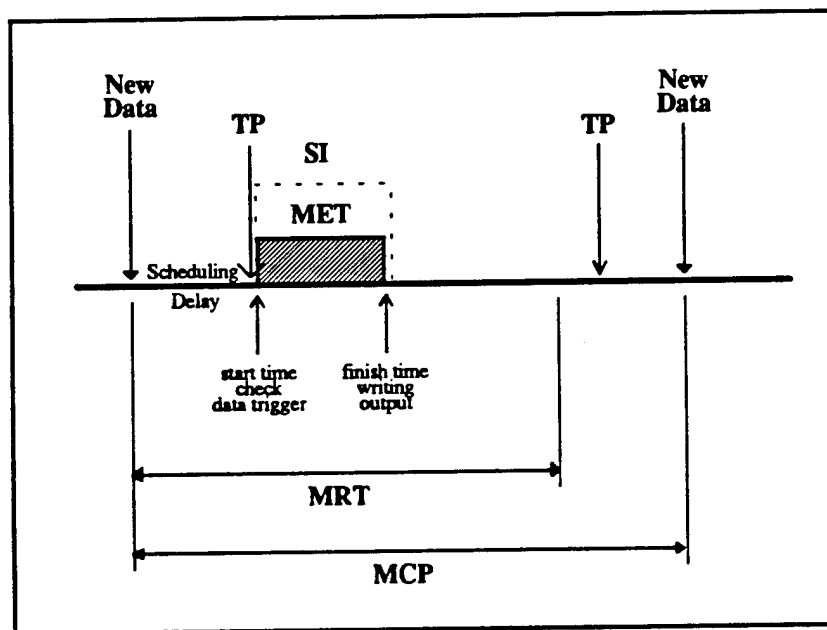 New
Data
New
Data
TP
TP
SI
MET
Scheduling
Delay
start time
check
data trigger
finish time
writing
output
MRT
MCP